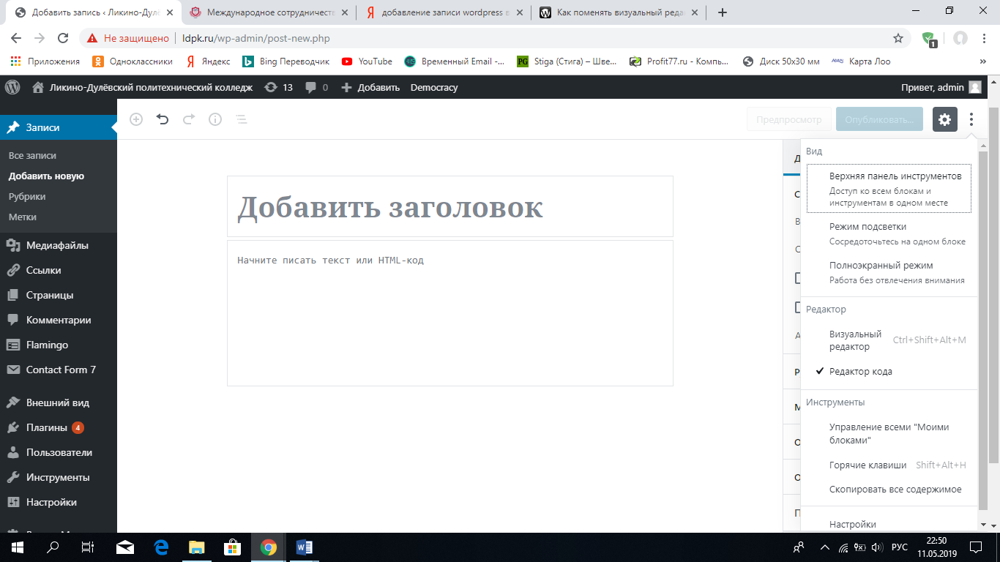 Добавить запись ‹ Ликино-Дулё
Международное сотрудничест
добавление записи wordpress в
Как поменять визуальный реда
Не защищено
ldpk.ru/wp-admin/post-new.php
Приложения
Одноклассники
Яндекс
Bing Переводчик
YouTube
Временный Email -...
Stiga (Стига) – Шве...
Profit77.ru - Компь...
Диск 50x30 мм
Карта Лоо
Ликино-Дулёвский политехнический колледж
13
0
Добавить
Democracy
Привет, admin
Записи
Все записи
Добавить новую
Рубрики
Метки
Медиафайлы
Ссылки
Страницы
Комментарии
Flamingo
Contact Form 7
Внешний вид
Плагины 4
Пользователи
Инструменты
Настройки
Предпросмотр
Опубликовать...
Добавить заголовок
Начните писать текст или HTML-код
Вид
Верхняя панель инструментов
Доступ ко всем блокам и
инструментам в одном месте
Режим подсветки
Сосредоточьтесь на одном блоке
Полноэкранный режим
Работа без отвлечения внимания
Редактор
Визуальный
редактор
Ctrl+Shift+Alt+M
Редактор кода
Инструменты
Управление всеми "Моими
блоками"
Горячие клавиши Shift+Alt+H
Скопировать все содержимое
Настройки
РУС
22:50
11.05.2019